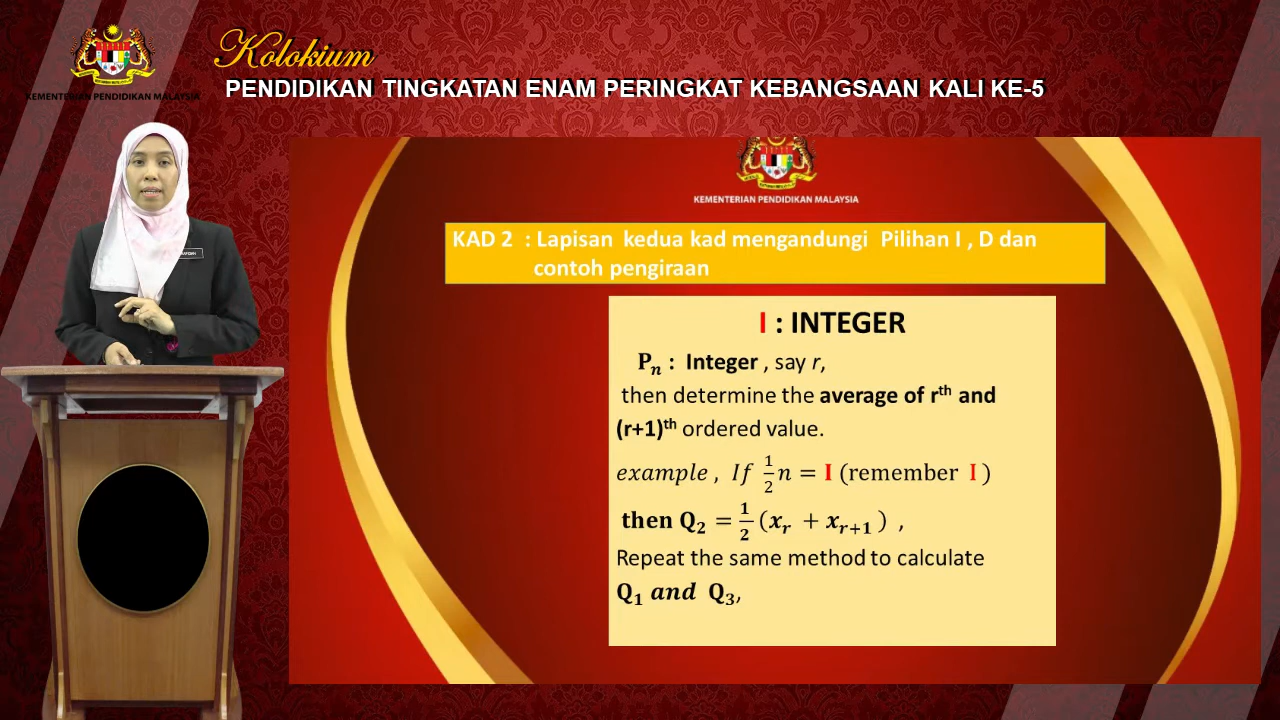 Kolokium
PENDIDIKAN TINGKATAN ENAM PERINGKAT KEBANGSAAN KALI KE-5
KEMENTERIAN PENDIDIKAN MALAYSIA
KEMENTERIAN PENDIDIKAN MALAYSIA
KAD 2 : Lapisan kedua kad mengandungi Pilihan I , D dan
contoh pengiraan
I : INTEGER
Pₙ : Integer , say r,
then determine the average of rᵗʰ and
(r+1)ᵗʰ ordered value.
example , If ½n = I (remember I )
then Q₂ = ½ (xᵣ + xᵣ₊₁ ) ,
Repeat the same method to calculate
Q₁ and Q₃,